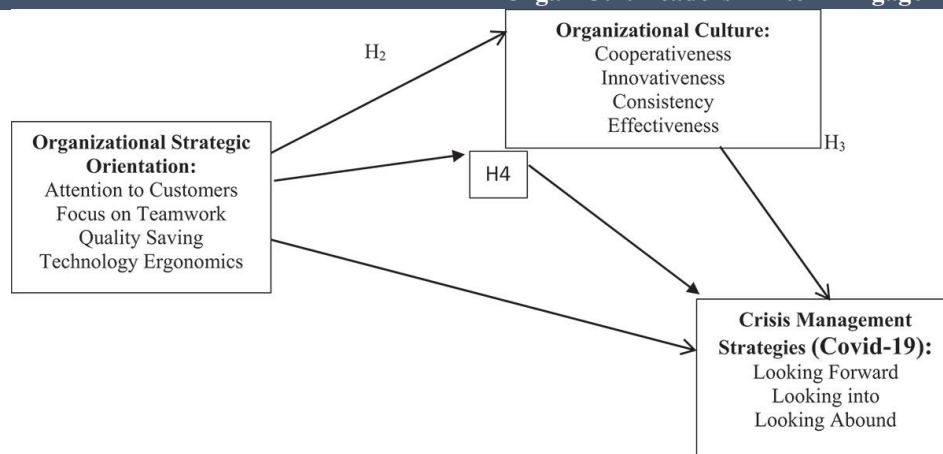 H2
Organizational Culture:
Cooperativeness
Innovativeness
Consistency
Effectiveness
H3
Organizational Strategic
Orientation:
Attention to Customers
Focus on Teamwork
Quality Saving
Technology Ergonomics
H4
Crisis Management
Strategies (Covid-19):
Looking Forward
Looking into
Looking Abound